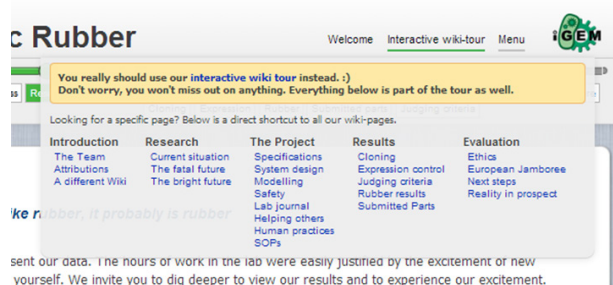 c Rubber
Welcome Interactive wiki-tour Menu
iGEM
You really should use our interactive wiki tour instead. :)
Don't worry, you won't miss out on anything. Everything below is part of the tour as well.
Looking for a specific page? Below is a direct shortcut to all our wiki-pages.
Introduction
The Team
Attributions
A different Wiki
Research
Current situation
The fatal future
The bright future
The Project
Specifications
System design
Modelling
Safety
Lab journal
Helping others
Human practices
SOPs
Results
Cloning
Expression control
Judging criteria
Rubber results
Submitted Parts
Evaluation
Ethics
European Jamboree
Next steps
Reality in prospect
ike rubber, it probably is rubber
sent our data. The hours of work in the lab were easily justified by the excitement of new
yourself. We invite you to dig deeper to view our results and to experience our excitement.